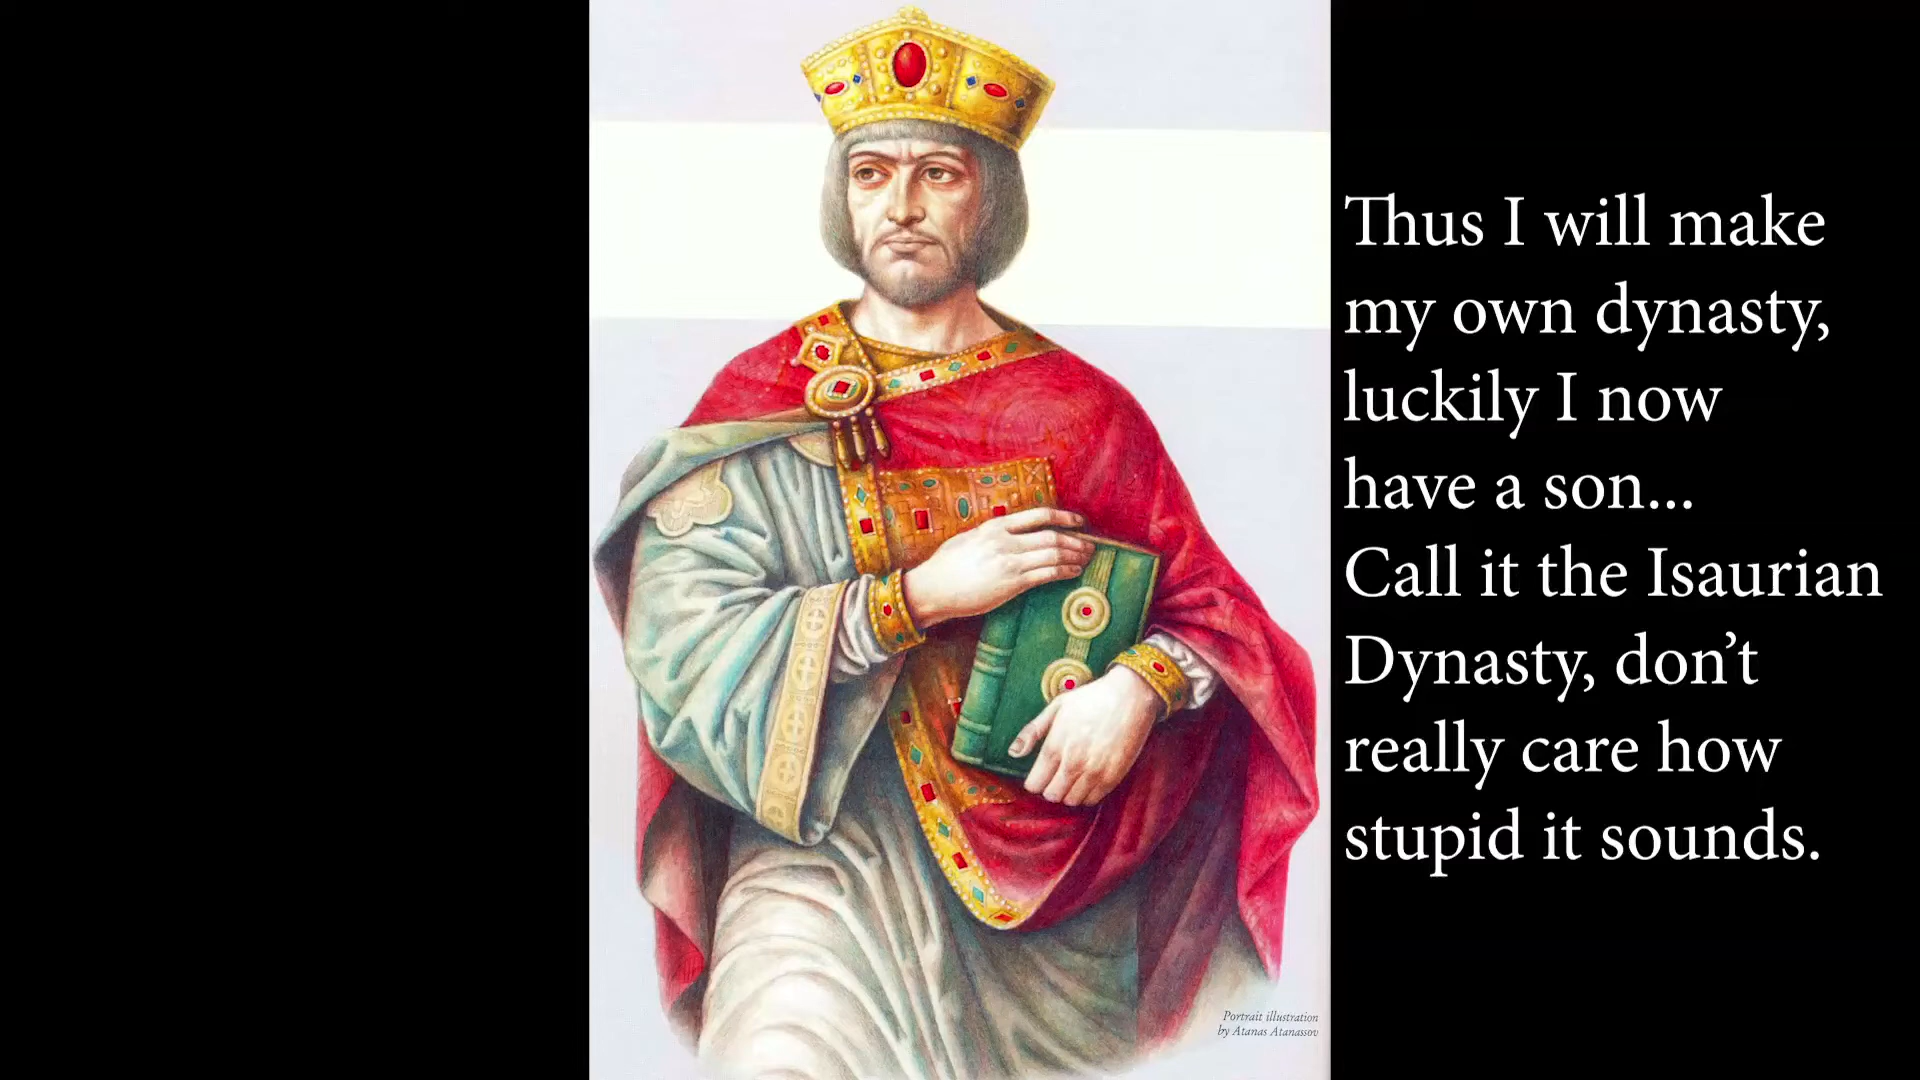 Thus I will make
my own dynasty,
luckily I now
have a son...
Call it the Isaurian
Dynasty, don't
really care how
stupid it sounds.
Portrait illustration
by Atanas Atanassov